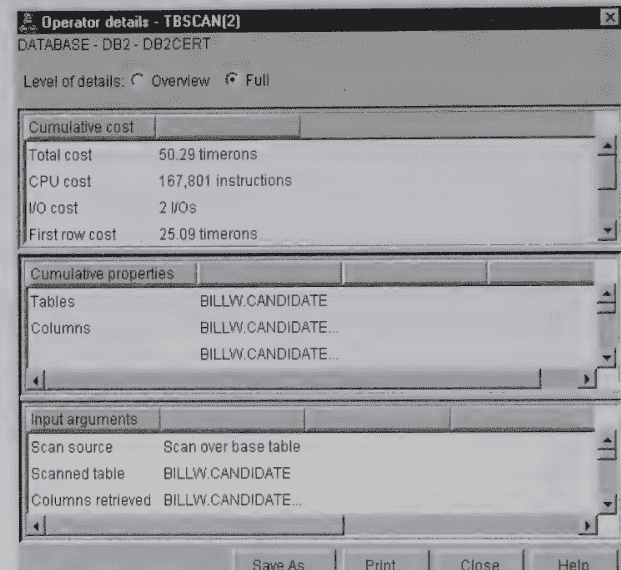 Operator details - TBSCAN(2)
DATABASE - DB2 - DB2CERT
Level of details: Overview Full
Cumulative cost
Total cost 50.29 timerons
CPU cost 167,801 instructions
I/O cost 2 I/Os
First row cost 25.09 timerons
Cumulative properties
Tables BILLW.CANDIDATE
Columns BILLW.CANDIDATE...
BILLW.CANDIDATE...
Input arguments
Scan source Scan over base table
Scanned table BILLW.CANDIDATE
Columns retrieved BILLW.CANDIDATE...
Save As Print Close Help